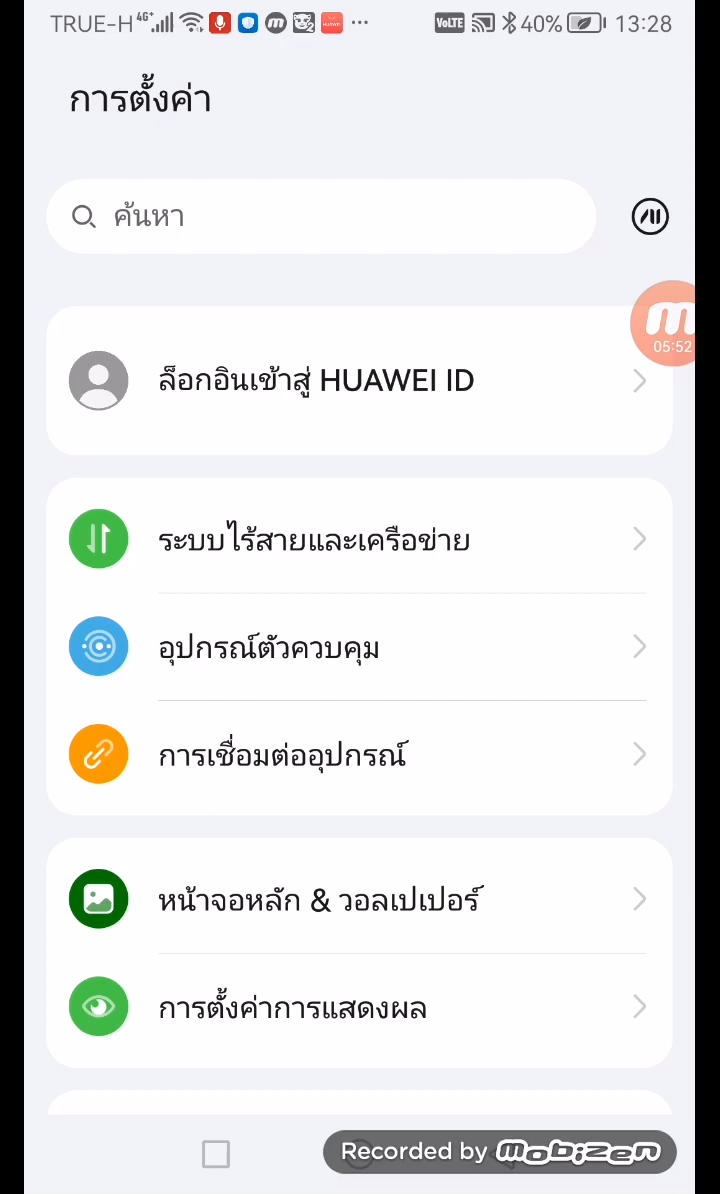 TRUE-H 4G+ VoLTE 40% 13:28
การตั้งค่า
ค้นหา
05:52
ล็อกอินเข้าสู่ HUAWEI ID
ระบบไร้สายและเครือข่าย
อุปกรณ์ตัวควบคุม
การเชื่อมต่ออุปกรณ์
หน้าจอหลัก & วอลเปเปอร์
การตั้งค่าการแสดงผล
Recorded by mobizen